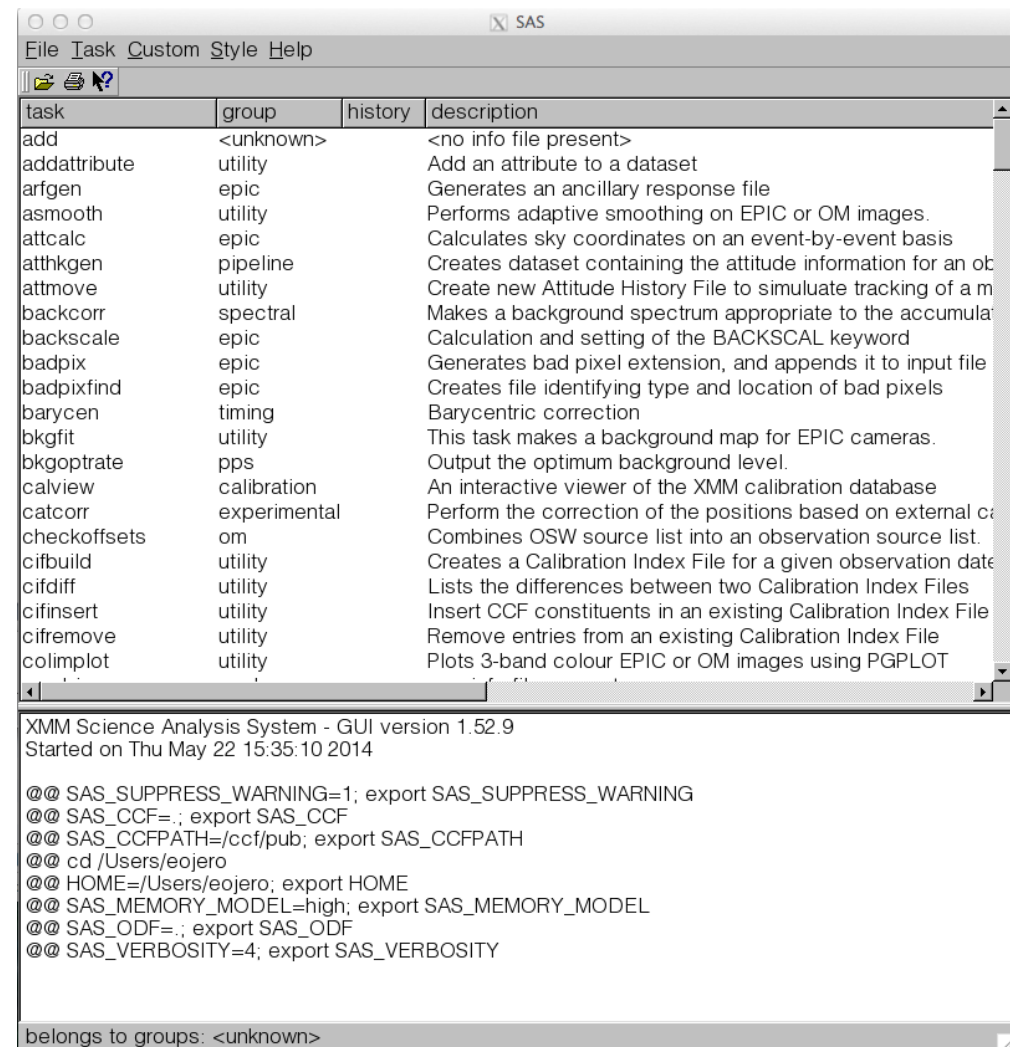 SAS
File Task Custom Style Help
task group history description
add <unknown> <no info file present>
addattribute utility Add an attribute to a dataset
arfgen epic Generates an ancillary response file
asmooth utility Performs adaptive smoothing on EPIC or OM images.
attcalc epic Calculates sky coordinates on an event-by-event basis
atthkgen pipeline Creates dataset containing the attitude information for an ob
attmove utility Create new Attitude History File to simuluate tracking of a m
backcorr spectral Makes a background spectrum appropriate to the accumulat
backscale epic Calculation and setting of the BACKSCAL keyword
badpix epic Generates bad pixel extension, and appends it to input file
badpixfind epic Creates file identifying type and location of bad pixels
barycen timing Barycentric correction
bkgfit utility This task makes a background map for EPIC cameras.
bkgoptrate pps Output the optimum background level.
calview calibration An interactive viewer of the XMM calibration database
catcorr experimental Perform the correction of the positions based on external ca
checkoffsets om Combines OSW source list into an observation source list.
cifbuild utility Creates a Calibration Index File for a given observation date
cifdiff utility Lists the differences between two Calibration Index Files
cifinsert utility Insert CCF constituents in an existing Calibration Index File
cifremove utility Remove entries from an existing Calibration Index File
colimplot utility Plots 3-band colour EPIC or OM images using PGPLOT
XMM Science Analysis System - GUI version 1.52.9
Started on Thu May 22 15:35:10 2014
@@ SAS_SUPPRESS_WARNING=1; export SAS_SUPPRESS_WARNING
@@ SAS_CCF=.; export SAS_CCF
@@ SAS_CCFPATH=/ccf/pub; export SAS_CCFPATH
@@ cd /Users/eojero
@@ HOME=/Users/eojero; export HOME
@@ SAS_MEMORY_MODEL=high; export SAS_MEMORY_MODEL
@@ SAS_ODF=.; export SAS_ODF
@@ SAS_VERBOSITY=4; export SAS_VERBOSITY
belongs to groups: <unknown>